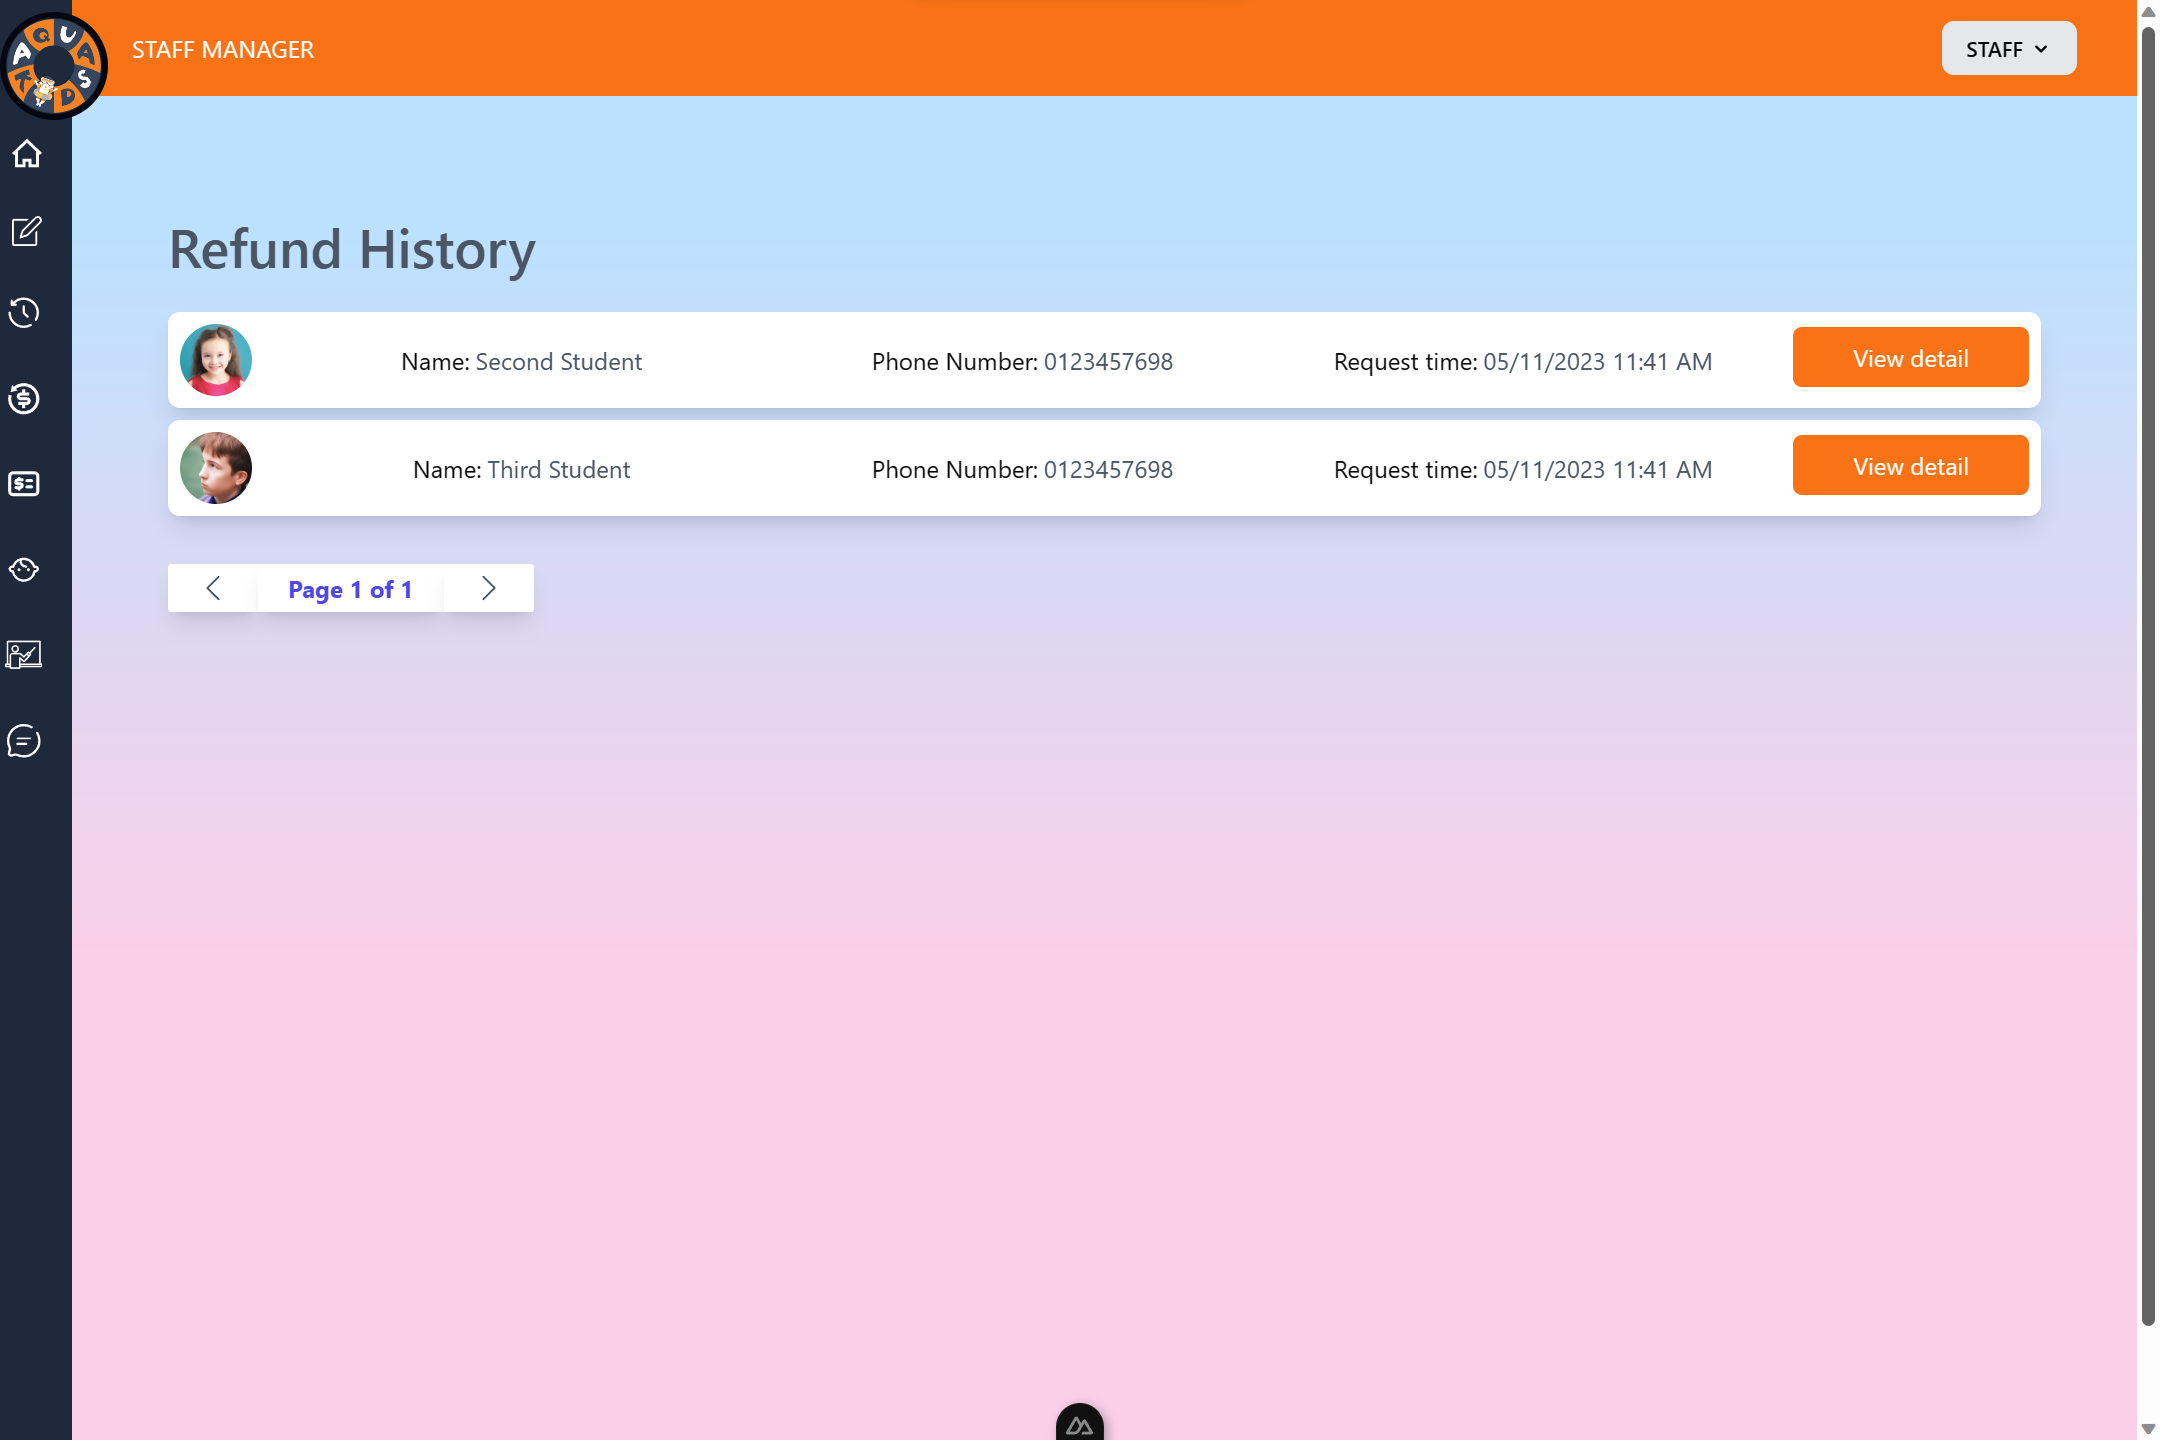 AQUA
KIDS
STAFF MANAGER
STAFF
Refund History
Name: Second Student Phone Number: 0123457698 Request time: 05/11/2023 11:41 AM View detail
Name: Third Student Phone Number: 0123457698 Request time: 05/11/2023 11:41 AM View detail
Page 1 of 1